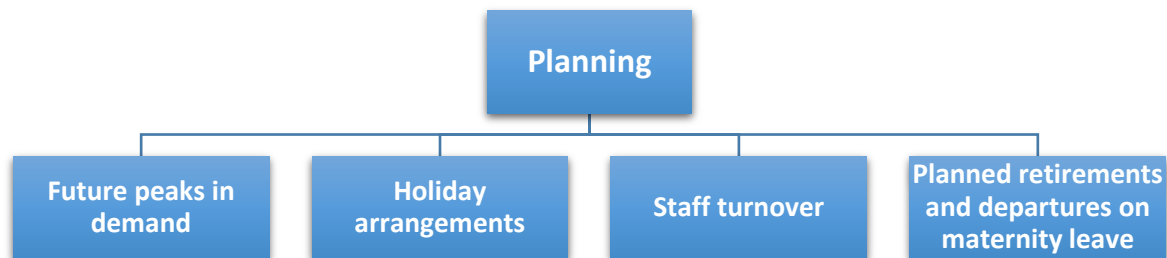 Planning
Future peaks in
demand
Holiday
arrangements
Staff turnover
Planned retirements
and departures on
maternity leave